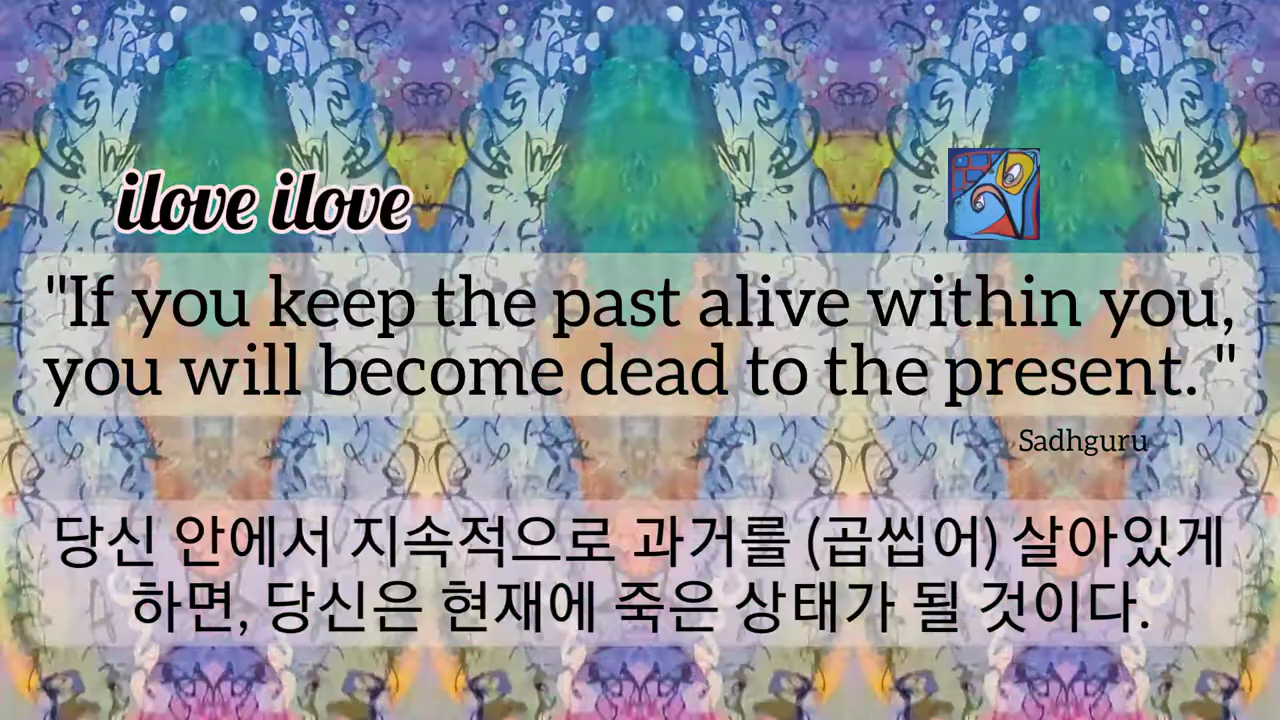 ilove ilove
"If you keep the past alive within you,
you will become dead to the present. "
Sadhguru
당신 안에서 지속적으로 과거를 (곱씹어) 살아있게
하면, 당신은 현재에 죽은 상태가 될 것이다.